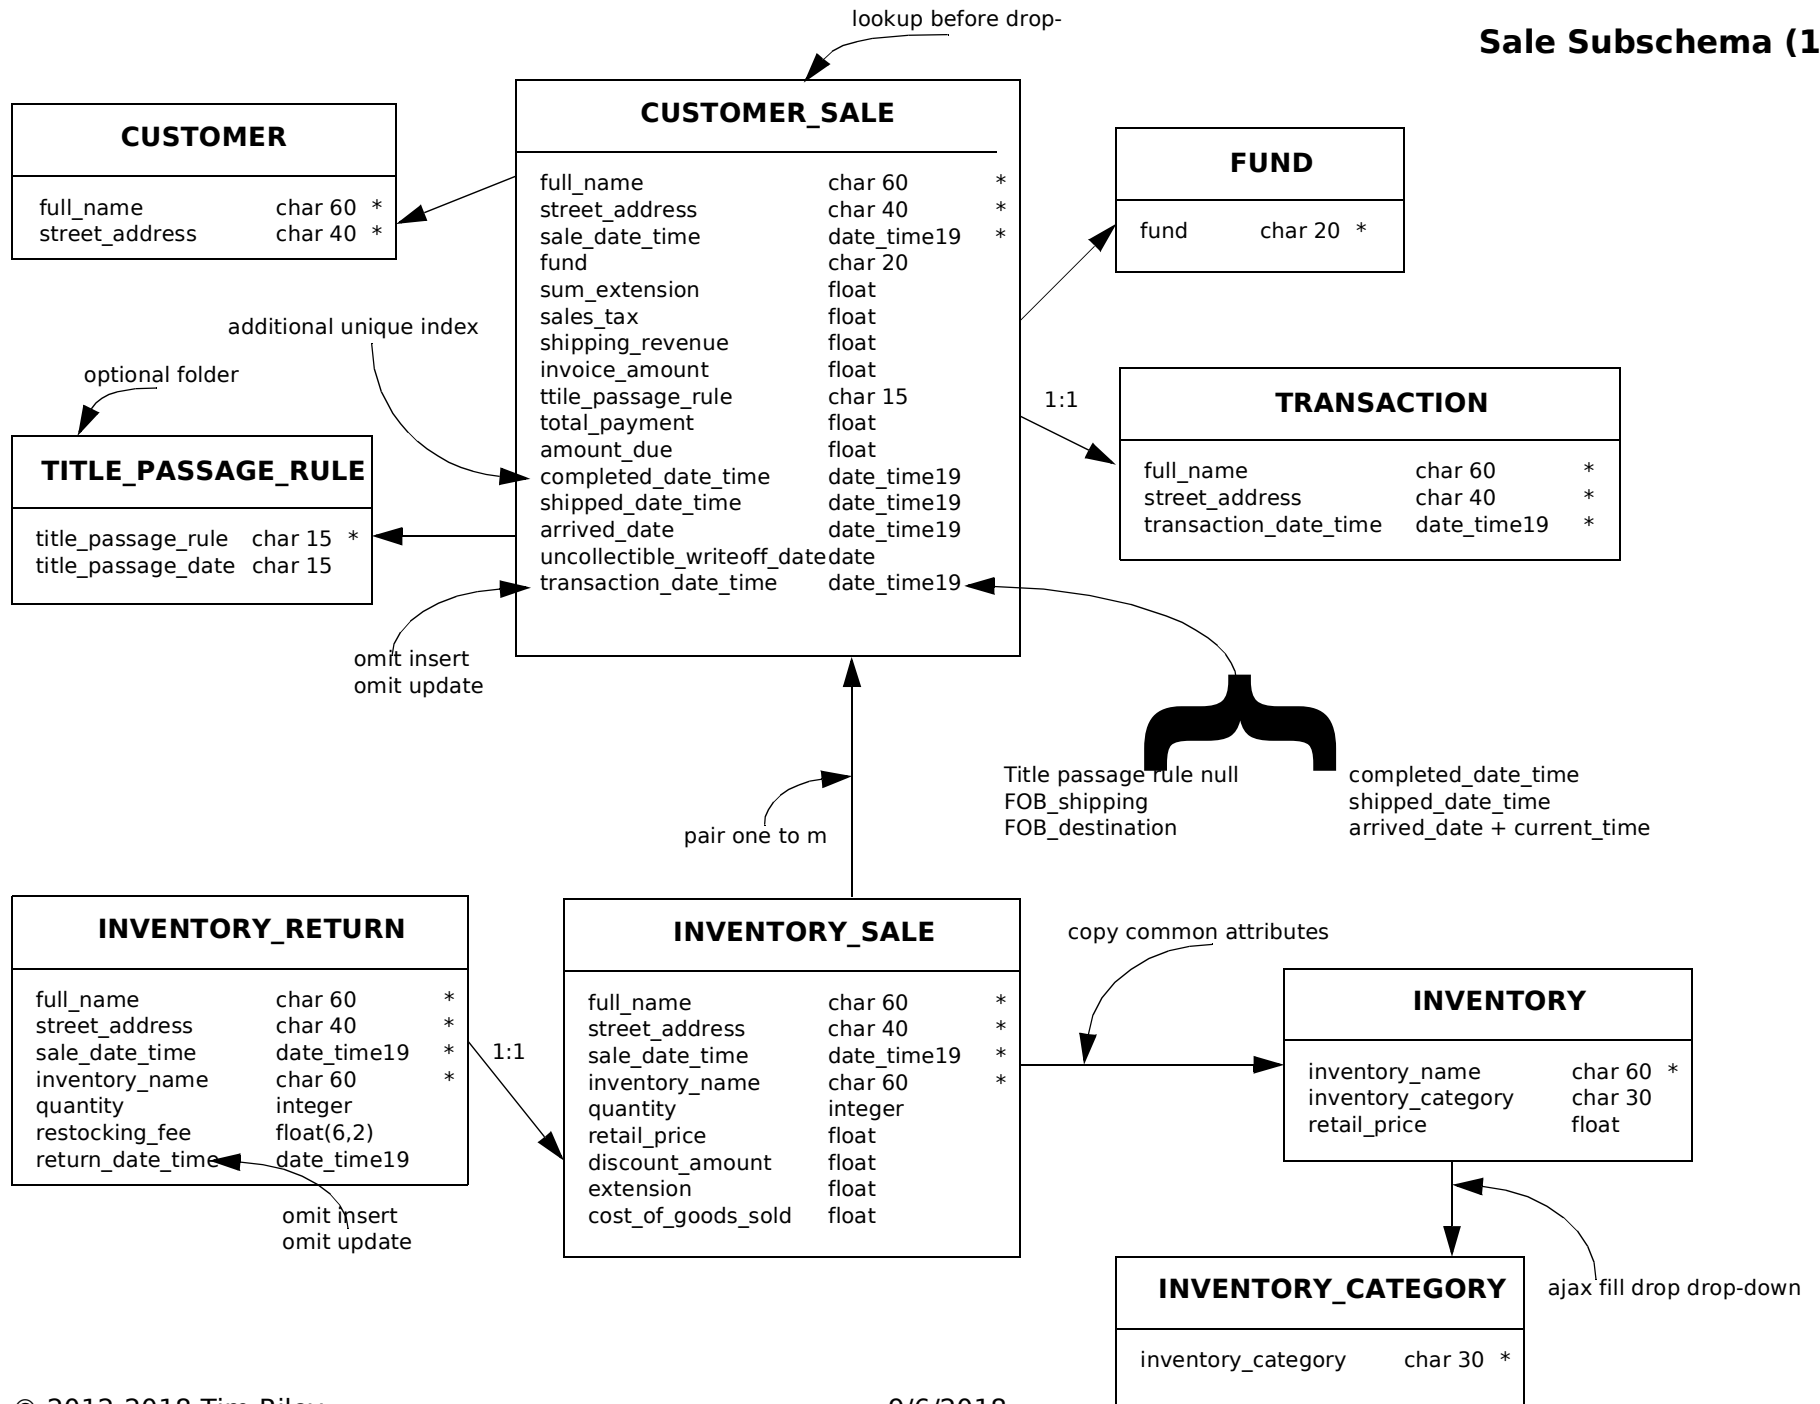 lookup before drop-
Sale Subschema (1
CUSTOMER
full_name char 60 *
street_address char 40 *
CUSTOMER_SALE
full_name char 60 *
street_address char 40 *
sale_date_time date_time19 *
fund char 20
sum_extension float
sales_tax float
shipping_revenue float
invoice_amount float
ttile_passage_rule char 15
total_payment float
amount_due float
completed_date_time date_time19
shipped_date_time date_time19
arrived_date date_time19
uncollectible_writeoff_date date
transaction_date_time date_time19
FUND
fund char 20 *
additional unique index
optional folder
1:1
TRANSACTION
full_name char 60 *
street_address char 40 *
transaction_date_time date_time19 *
TITLE_PASSAGE_RULE
title_passage_rule char 15 *
title_passage_date char 15
omit insert
omit update
Title passage rule null completed_date_time
FOB_shipping shipped_date_time
FOB_destination arrived_date + current_time
pair one to m
INVENTORY_RETURN
full_name char 60 *
street_address char 40 *
sale_date_time date_time19 *
inventory_name char 60 *
quantity integer
restocking_fee float(6,2)
return_date_time date_time19
omit insert
omit update
1:1
INVENTORY_SALE
full_name char 60 *
street_address char 40 *
sale_date_time date_time19 *
inventory_name char 60 *
quantity integer
retail_price float
discount_amount float
extension float
cost_of_goods_sold float
copy common attributes
INVENTORY
inventory_name char 60 *
inventory_category char 30
retail_price float
ajax fill drop drop-down
INVENTORY_CATEGORY
inventory_category char 30 *
© 2012-2018 Tim Riley
9/6/2018